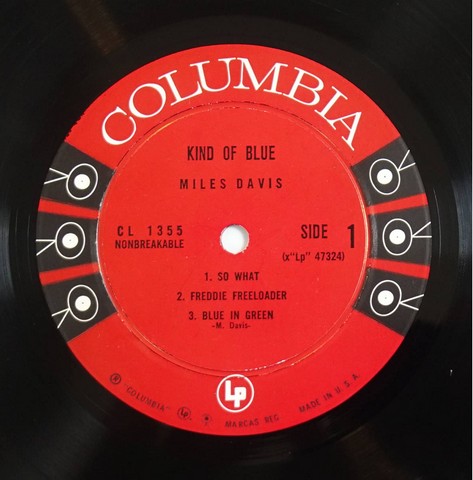 COLUMBIA
KIND OF BLUE
MILES DAVIS
CL 1355
NONBREAKABLE
SIDE 1
(x"Lp" 47324)
1. SO WHAT
2. FREDDIE FREELOADER
3. BLUE IN GREEN
-M. Davis-
Lp
® "COLUMBIA" Lp MARCAS REG MADE IN U.S.A.